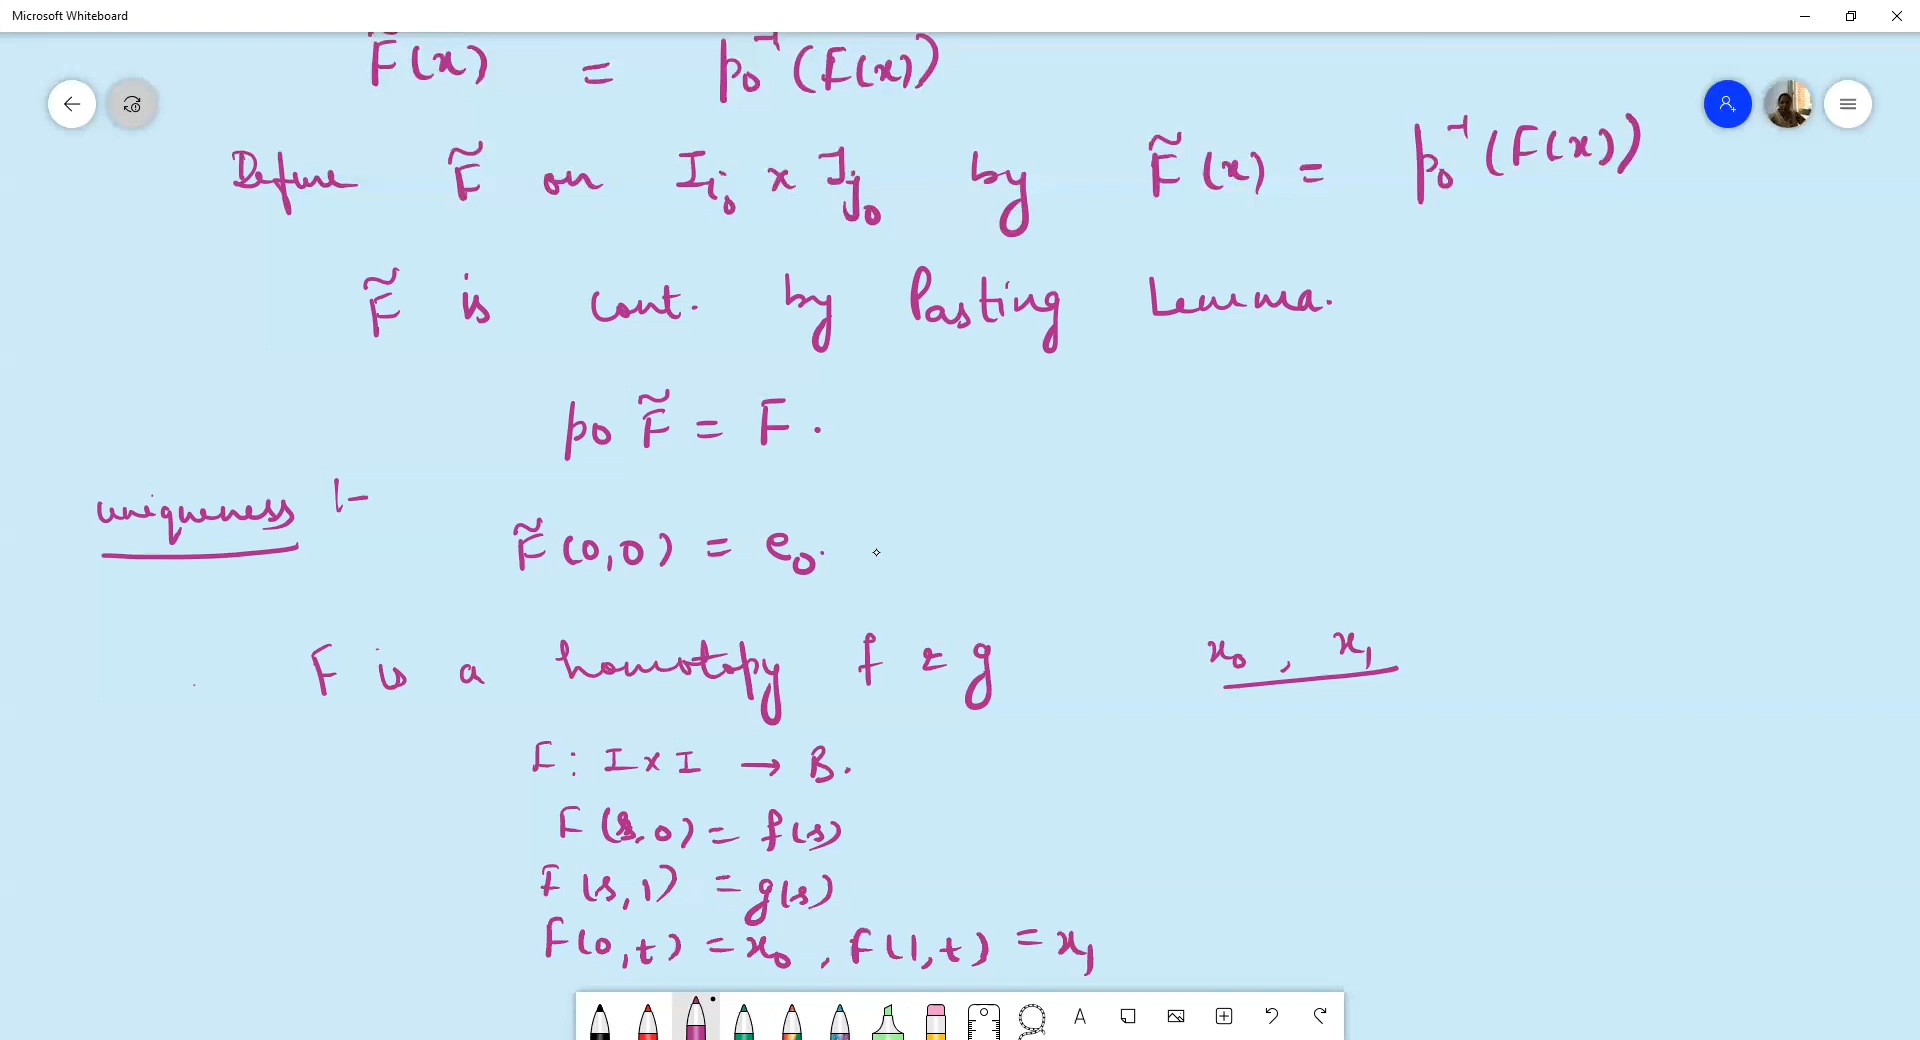 Microsoft Whiteboard
F̃(x) = p₀⁻¹(F(x))
Define F̃ on I_{i₀} × J_{j₀} by F̃(x) = p₀⁻¹(F(x))
F̃ is cont. by Pasting Lemma.
p∘F̃ = F.
uniqueness :-
F̃(0,0) = e₀.
F is a homotopy f & g x₀, x₁
F : I × I → B.
F(s,0) = f(s)
F(s,1) = g(s)
F(0,t) = x₀, F(1,t) = x₁